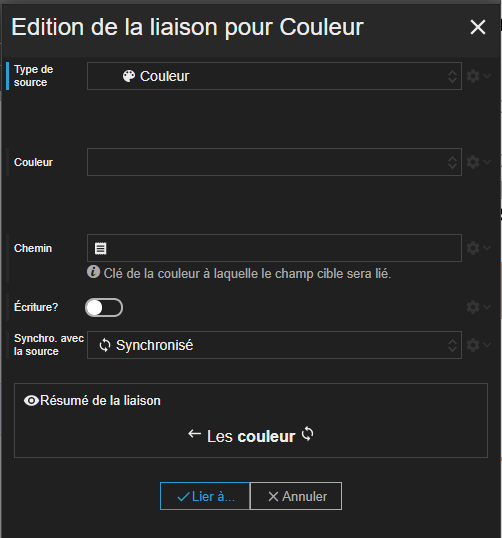 Edition de la liaison pour Couleur
Type de
source
Couleur
Couleur
Chemin
Clé de la couleur à laquelle le champ cible sera lié.
Écriture?
Synchro. avec
la source
Synchronisé
Résumé de la liaison
Les couleur
Lier à...
Annuler